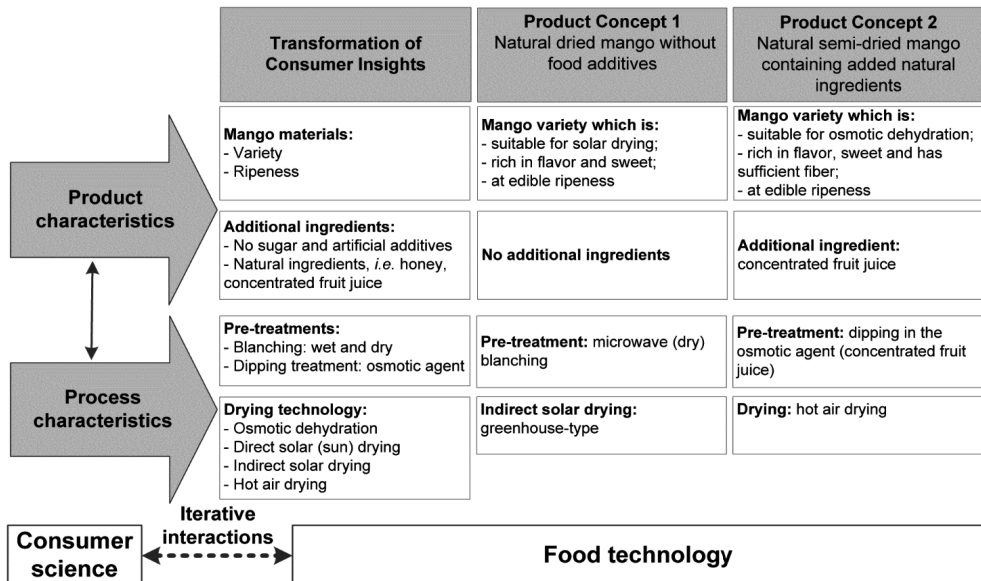 Transformation of
Consumer Insights
Product Concept 1
Natural dried mango without
food additives
Product Concept 2
Natural semi-dried mango
containing added natural
ingredients
Product
characteristics
Mango materials:
- Variety
- Ripeness
Mango variety which is:
- suitable for solar drying;
- rich in flavor and sweet;
- at edible ripeness
Mango variety which is:
- suitable for osmotic dehydration;
- rich in flavor, sweet and has
sufficient fiber;
- at edible ripeness
Additional ingredients:
- No sugar and artificial additives
- Natural ingredients, i.e. honey,
concentrated fruit juice
No additional ingredients
Additional ingredient:
concentrated fruit juice
Process
characteristics
Pre-treatments:
- Blanching: wet and dry
- Dipping treatment: osmotic agent
Pre-treatment: microwave (dry)
blanching
Pre-treatment: dipping in the
osmotic agent (concentrated fruit
juice)
Drying technology:
- Osmotic dehydration
- Direct solar (sun) drying
- Indirect solar drying
- Hot air drying
Indirect solar drying:
greenhouse-type
Drying: hot air drying
Consumer
science
Iterative
interactions
Food technology